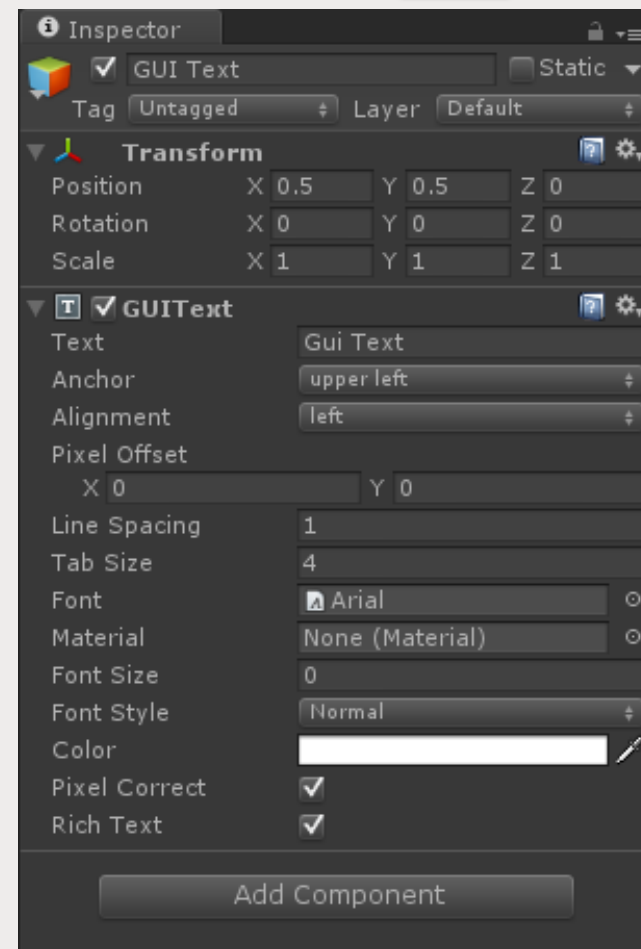 Inspector
GUI Text Static
Tag Untagged Layer Default
Transform
Position X 0.5 Y 0.5 Z 0
Rotation X 0 Y 0 Z 0
Scale X 1 Y 1 Z 1
T GUIText
Text Gui Text
Anchor upper left
Alignment left
Pixel Offset
X 0 Y 0
Line Spacing 1
Tab Size 4
Font Arial
Material None (Material)
Font Size 0
Font Style Normal
Color
Pixel Correct
Rich Text
Add Component